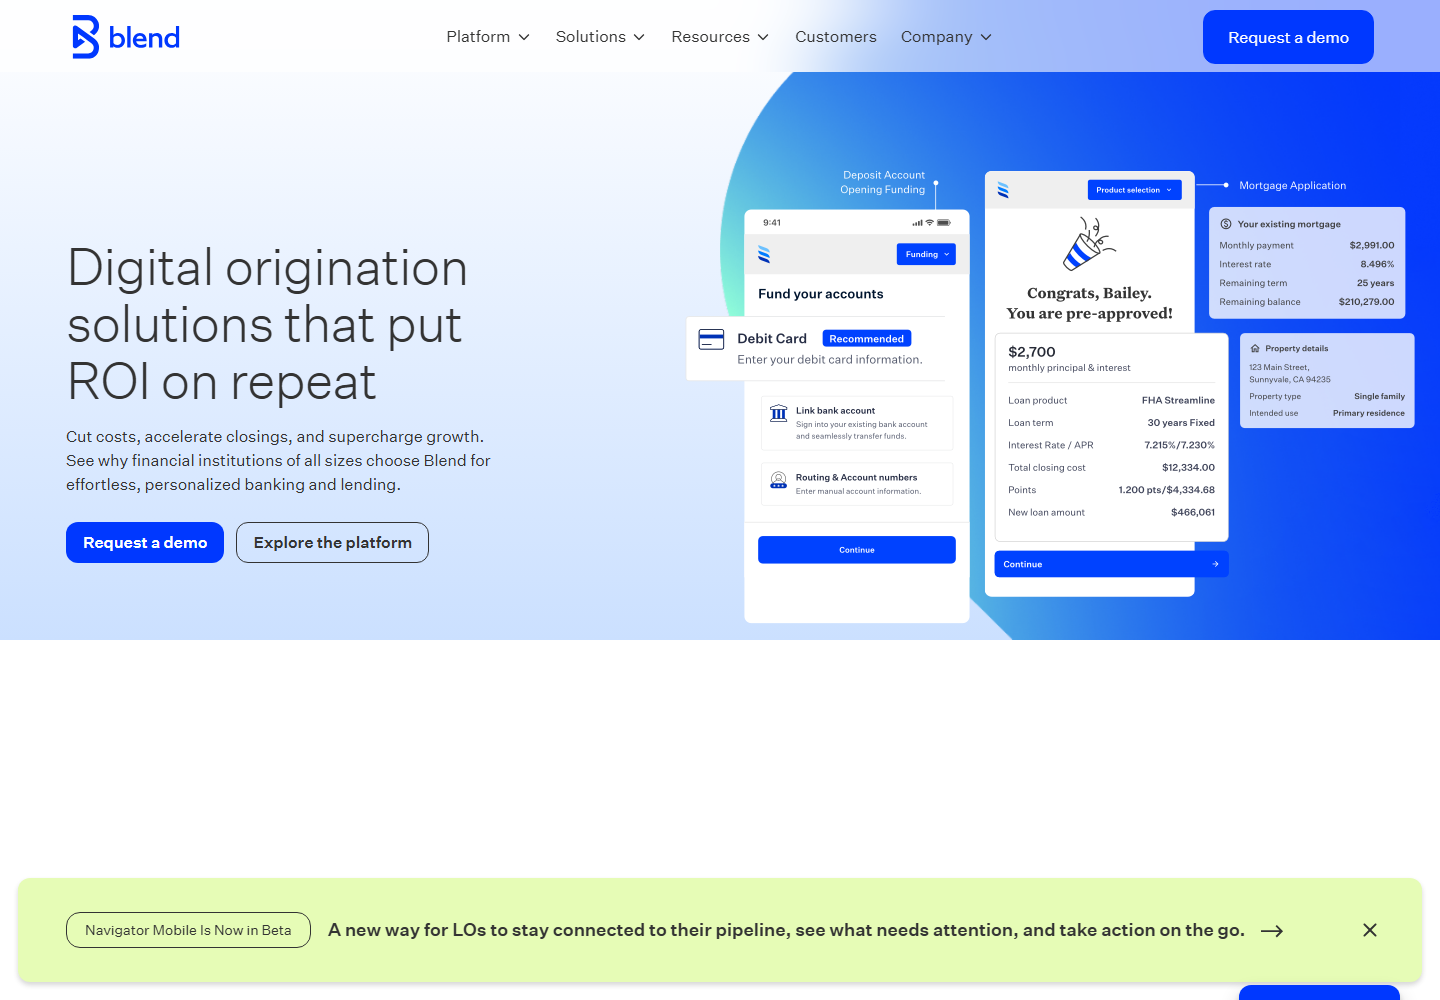 blend
Platform
Solutions
Resources
Customers
Company
Request a demo
Digital origination
solutions that put
ROI on repeat
Cut costs, accelerate closings, and supercharge growth.
See why financial institutions of all sizes choose Blend for
effortless, personalized banking and lending.
Request a demo
Explore the platform
Deposit Account
Opening Funding
9:41
Funding
Fund your accounts
Debit Card
Recommended
Enter your debit card information.
Link bank account
Sign into your existing bank account
and seamlessly transfer funds.
Routing & Account numbers
Enter manual account information.
Continue
Product selection
Mortgage Application
Congrats, Bailey.
You are pre-approved!
$2,700
monthly principal & interest
Loan product FHA Streamline
Loan term 30 years Fixed
Interest Rate / APR 7.215%/7.230%
Total closing cost $12,334.00
Points 1.200 pts/$4,334.68
New loan amount $466,061
Continue
Your existing mortgage
Monthly payment $2,991.00
Interest rate 8.496%
Remaining term 25 years
Remaining balance $210,279.00
Property details
123 Main Street,
Sunnyvale, CA 94235
Property type Single family
Intended use Primary residence
Navigator Mobile Is Now in Beta
A new way for LOs to stay connected to their pipeline, see what needs attention, and take action on the go.